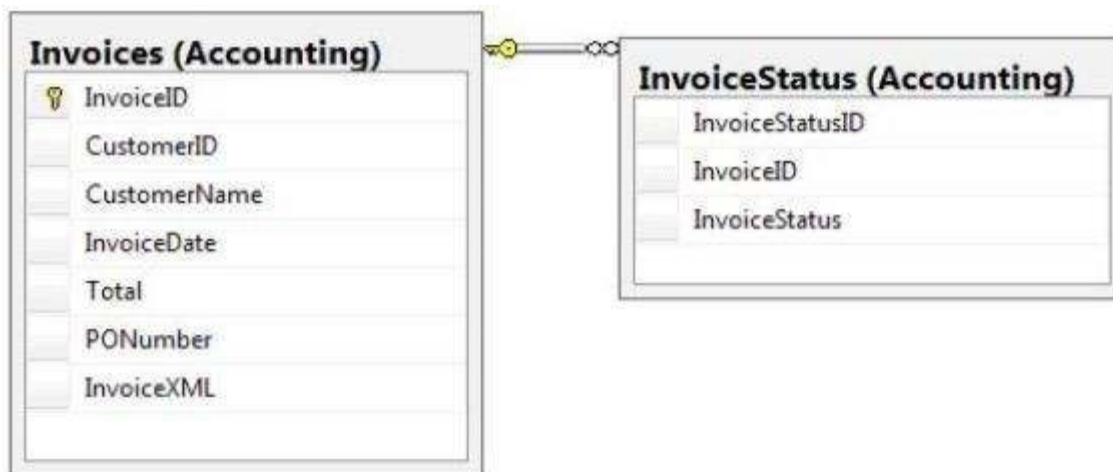 Invoices (Accounting)
InvoiceID
CustomerID
CustomerName
InvoiceDate
Total
PONumber
InvoiceXML
InvoiceStatus (Accounting)
InvoiceStatusID
InvoiceID
InvoiceStatus